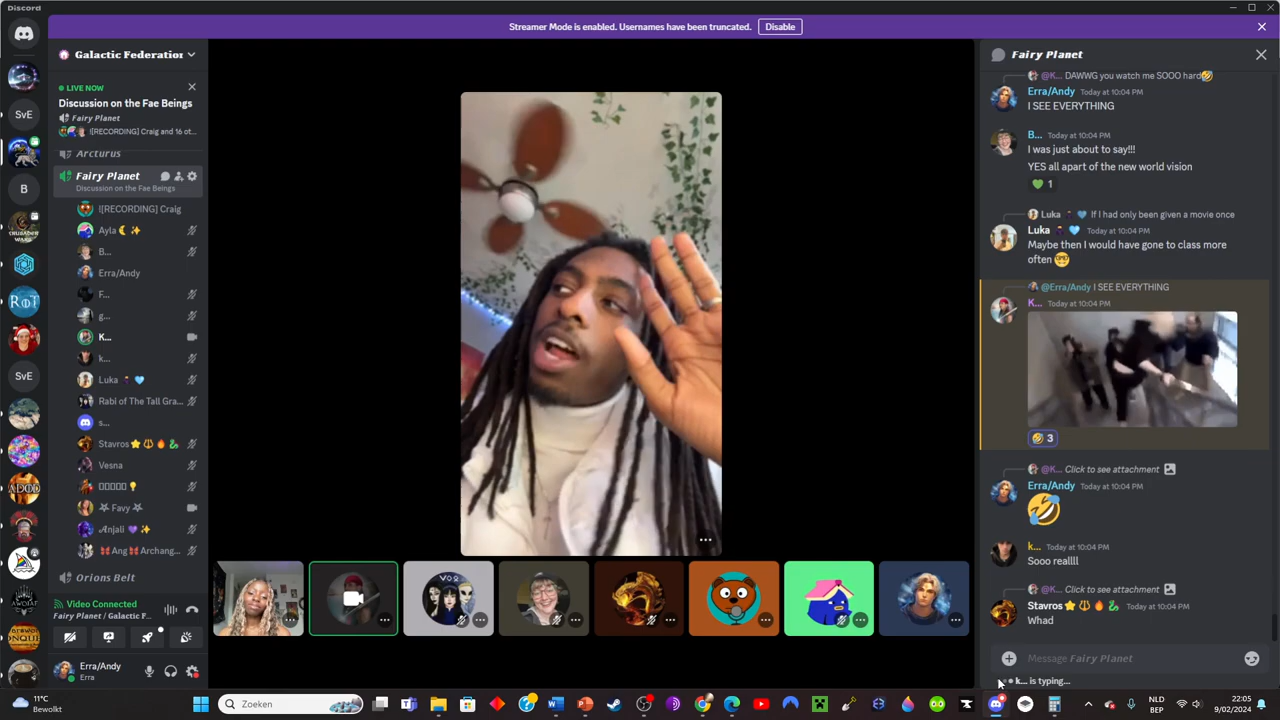 Discord
Streamer Mode is enabled. Usernames have been truncated.
Disable
Galactic Federation
LIVE NOW
Discussion on the Fae Beings
Fairy Planet
![RECORDING] Craig and 16 ot...
Arcturus
Fairy Planet
Discussion on the Fae Beings
![RECORDING] Craig
Ayla🌙✨
B...
Erra/Andy
F...
g...
K...
k...
Luka
Rabi of The Tall Gra...
s...
Stavros⭐🔱🔥🐍
Vesna
Favy
Anjali 💜✨
Ang Archang...
Orions Belt
Video Connected
Fairy Planet / Galactic F...
Erra/Andy
Erra
SvE
B
RoT
SvE
ADOD
VOX
Fairy Planet
@K... DAWWG you watch me SOOO hard🤣
Erra/Andy Today at 10:04 PM
I SEE EVERYTHING
B... Today at 10:04 PM
I was just about to say!!!
YES all apart of the new world vision
💚 1
Luka 💙 If I had only been given a movie once
Luka 💙 Today at 10:04 PM
Maybe then I would have gone to class more
often 🤓
@Erra/Andy I SEE EVERYTHING
K... Today at 10:04 PM
🤣 3
@K... Click to see attachment
Erra/Andy Today at 10:04 PM
🤣
k... Today at 10:04 PM
Sooo reallll
@K... Click to see attachment
Stavros⭐🔱🔥🐍 Today at 10:04 PM
Whad
Message Fairy Planet
k... is typing...
11°C
Bewolkt
Zoeken
NLD
BEP
22:05
9/02/2024